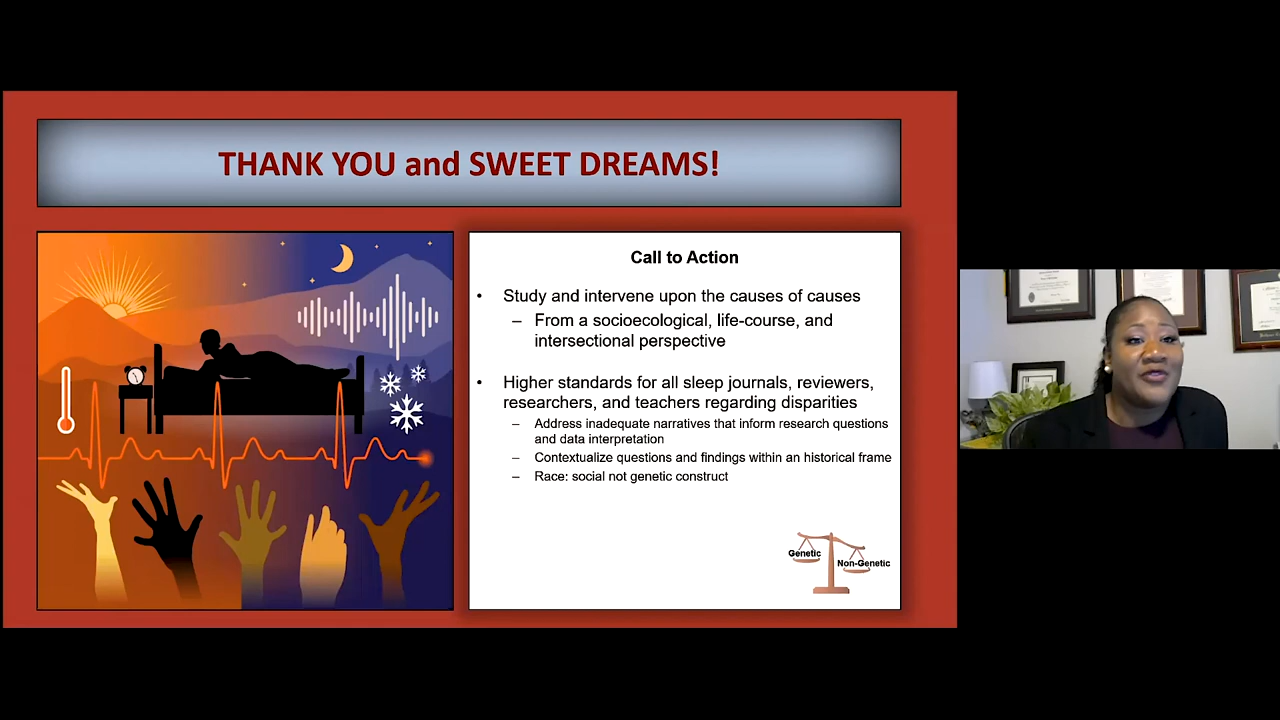 THANK YOU and SWEET DREAMS!
Call to Action
• Study and intervene upon the causes of causes
– From a socioecological, life-course, and
intersectional perspective
• Higher standards for all sleep journals, reviewers,
researchers, and teachers regarding disparities
– Address inadequate narratives that inform research questions
and data interpretation
– Contextualize questions and findings within an historical frame
– Race: social not genetic construct
Genetic
Non-Genetic